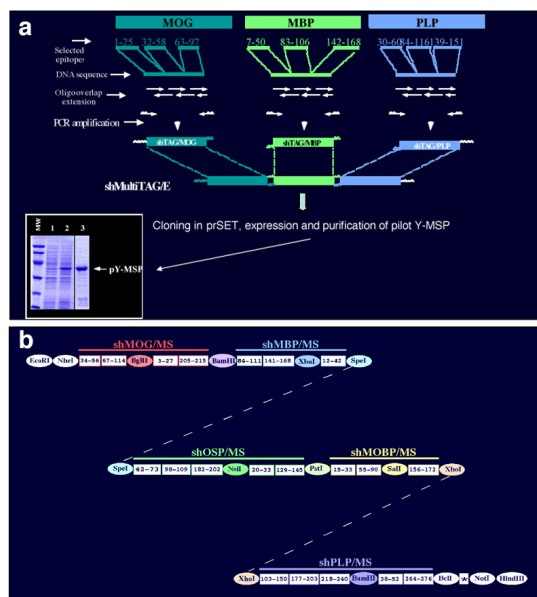 a
MOG MBP PLP
1-25 32-58 63-97 7-50 83-106 142-168 30-60 84-116 139-151
Selected
epitope
DNA sequence
Oligooverlap
extension
PCR amplification
shTAG/MOG shTAG/MBP shTAG/PLP
shMultiTAG/E
Cloning in prSET, expression and purification of pilot Y-MSP
MW 1 2 3
pY-MSP
b
shMOG/MS shMBP/MS
EcoRI NheI 34-56 67-114 BglII 3-27 205-215 BamHI 84-111 141-168 XbaI 12-42 SpeI
shOSP/MS shMOBP/MS
SpeI 42-73 98-109 182-202 NsiI 20-33 129-145 PstI 15-33 55-90 SalI 156-172 XhoI
shPLP/MS
XhoI 103-150 177-203 218-240 BamHI 38-52 264-276 BclI * NotI HindIII